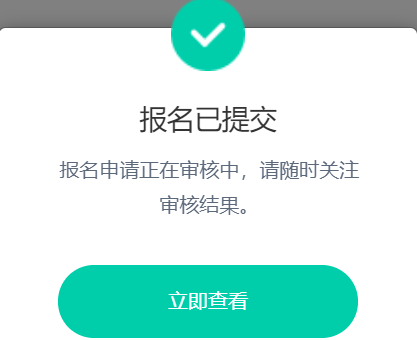 报名已提交
报名申请正在审核中，请随时关注
审核结果。
立即查看